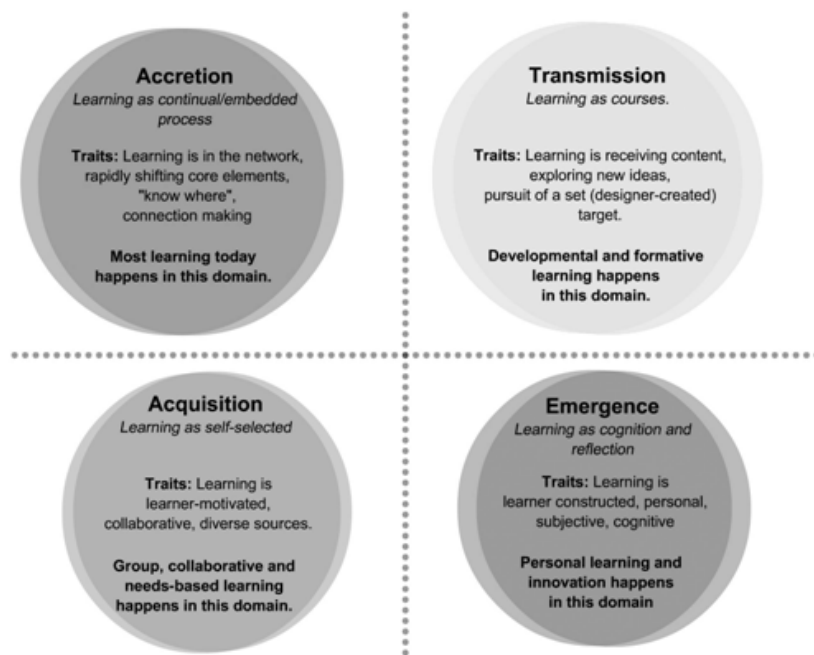 Accretion
Learning as continual/embedded
process
Traits: Learning is in the network,
rapidly shifting core elements,
"know where",
connection making
Most learning today
happens in this domain.
Transmission
Learning as courses.
Traits: Learning is receiving content,
exploring new ideas,
pursuit of a set (designer-created)
target.
Developmental and formative
learning happens
in this domain.
Acquisition
Learning as self-selected
Traits: Learning is
learner-motivated,
collaborative, diverse sources.
Group, collaborative and
needs-based learning
happens in this domain.
Emergence
Learning as cognition and
reflection
Traits: Learning is
learner constructed, personal,
subjective, cognitive
Personal learning and
innovation happens
in this domain